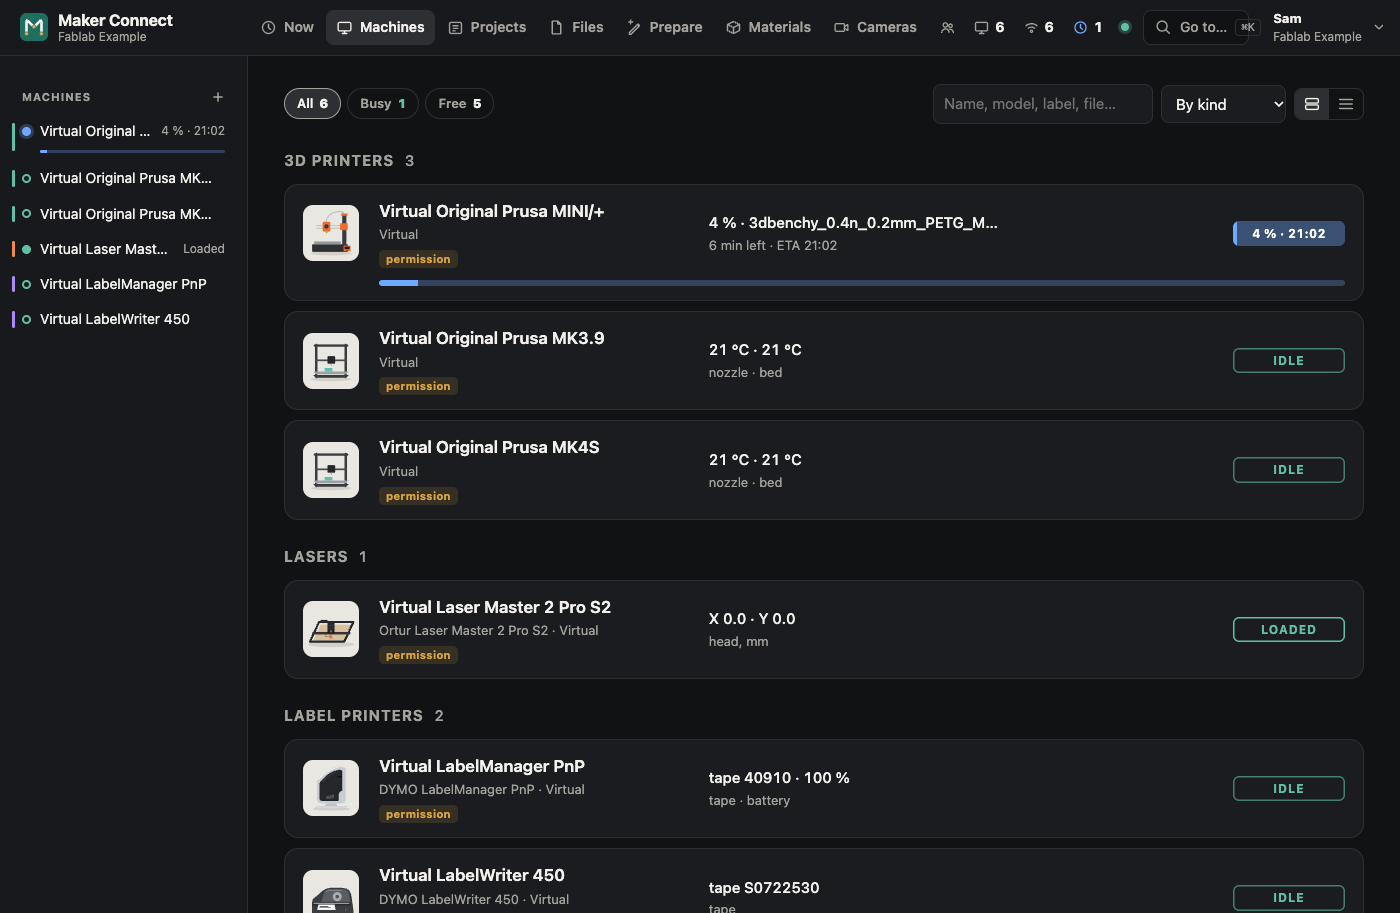 Maker Connect
Fablab Example
Now
Machines
Projects
Files
Prepare
Materials
Cameras
6
6
1
Go to...
⌘K
Sam
Fablab Example
MACHINES
Virtual Original ... 4 % · 21:02
Virtual Original Prusa MK...
Virtual Original Prusa MK...
Virtual Laser Mast... Loaded
Virtual LabelManager PnP
Virtual LabelWriter 450
All 6
Busy 1
Free 5
Name, model, label, file...
By kind
3D PRINTERS 3
Virtual Original Prusa MINI/+
Virtual
permission
4 % · 3dbenchy_0.4n_0.2mm_PETG_M...
6 min left · ETA 21:02
4 % · 21:02
Virtual Original Prusa MK3.9
Virtual
permission
21 °C · 21 °C
nozzle · bed
IDLE
Virtual Original Prusa MK4S
Virtual
permission
21 °C · 21 °C
nozzle · bed
IDLE
LASERS 1
Virtual Laser Master 2 Pro S2
Ortur Laser Master 2 Pro S2 · Virtual
permission
X 0.0 · Y 0.0
head, mm
LOADED
LABEL PRINTERS 2
Virtual LabelManager PnP
DYMO LabelManager PnP · Virtual
permission
tape 40910 · 100 %
tape · battery
IDLE
Virtual LabelWriter 450
DYMO LabelWriter 450 · Virtual
tape S0722530
tape
IDLE